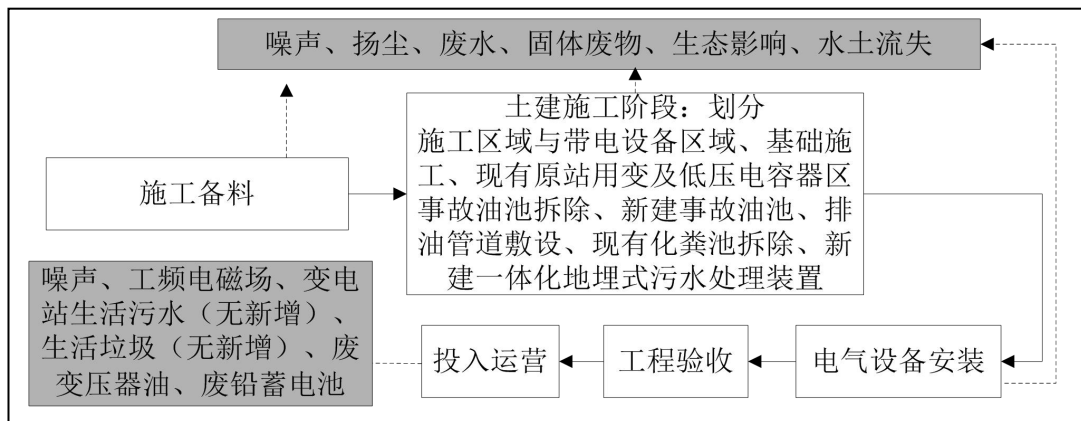 噪声、扬尘、废水、固体废物、生态影响、水土流失
土建施工阶段：划分
施工区域与带电设备区域、基础施
工、现有原站用变及低压电容器区
事故油池拆除、新建事故油池、排
油管道敷设、现有化粪池拆除、新
建一体化地埋式污水处理装置
施工备料
噪声、工频电磁场、变电
站生活污水（无新增）、
生活垃圾（无新增）、废
变压器油、废铅蓄电池
投入运营
工程验收
电气设备安装